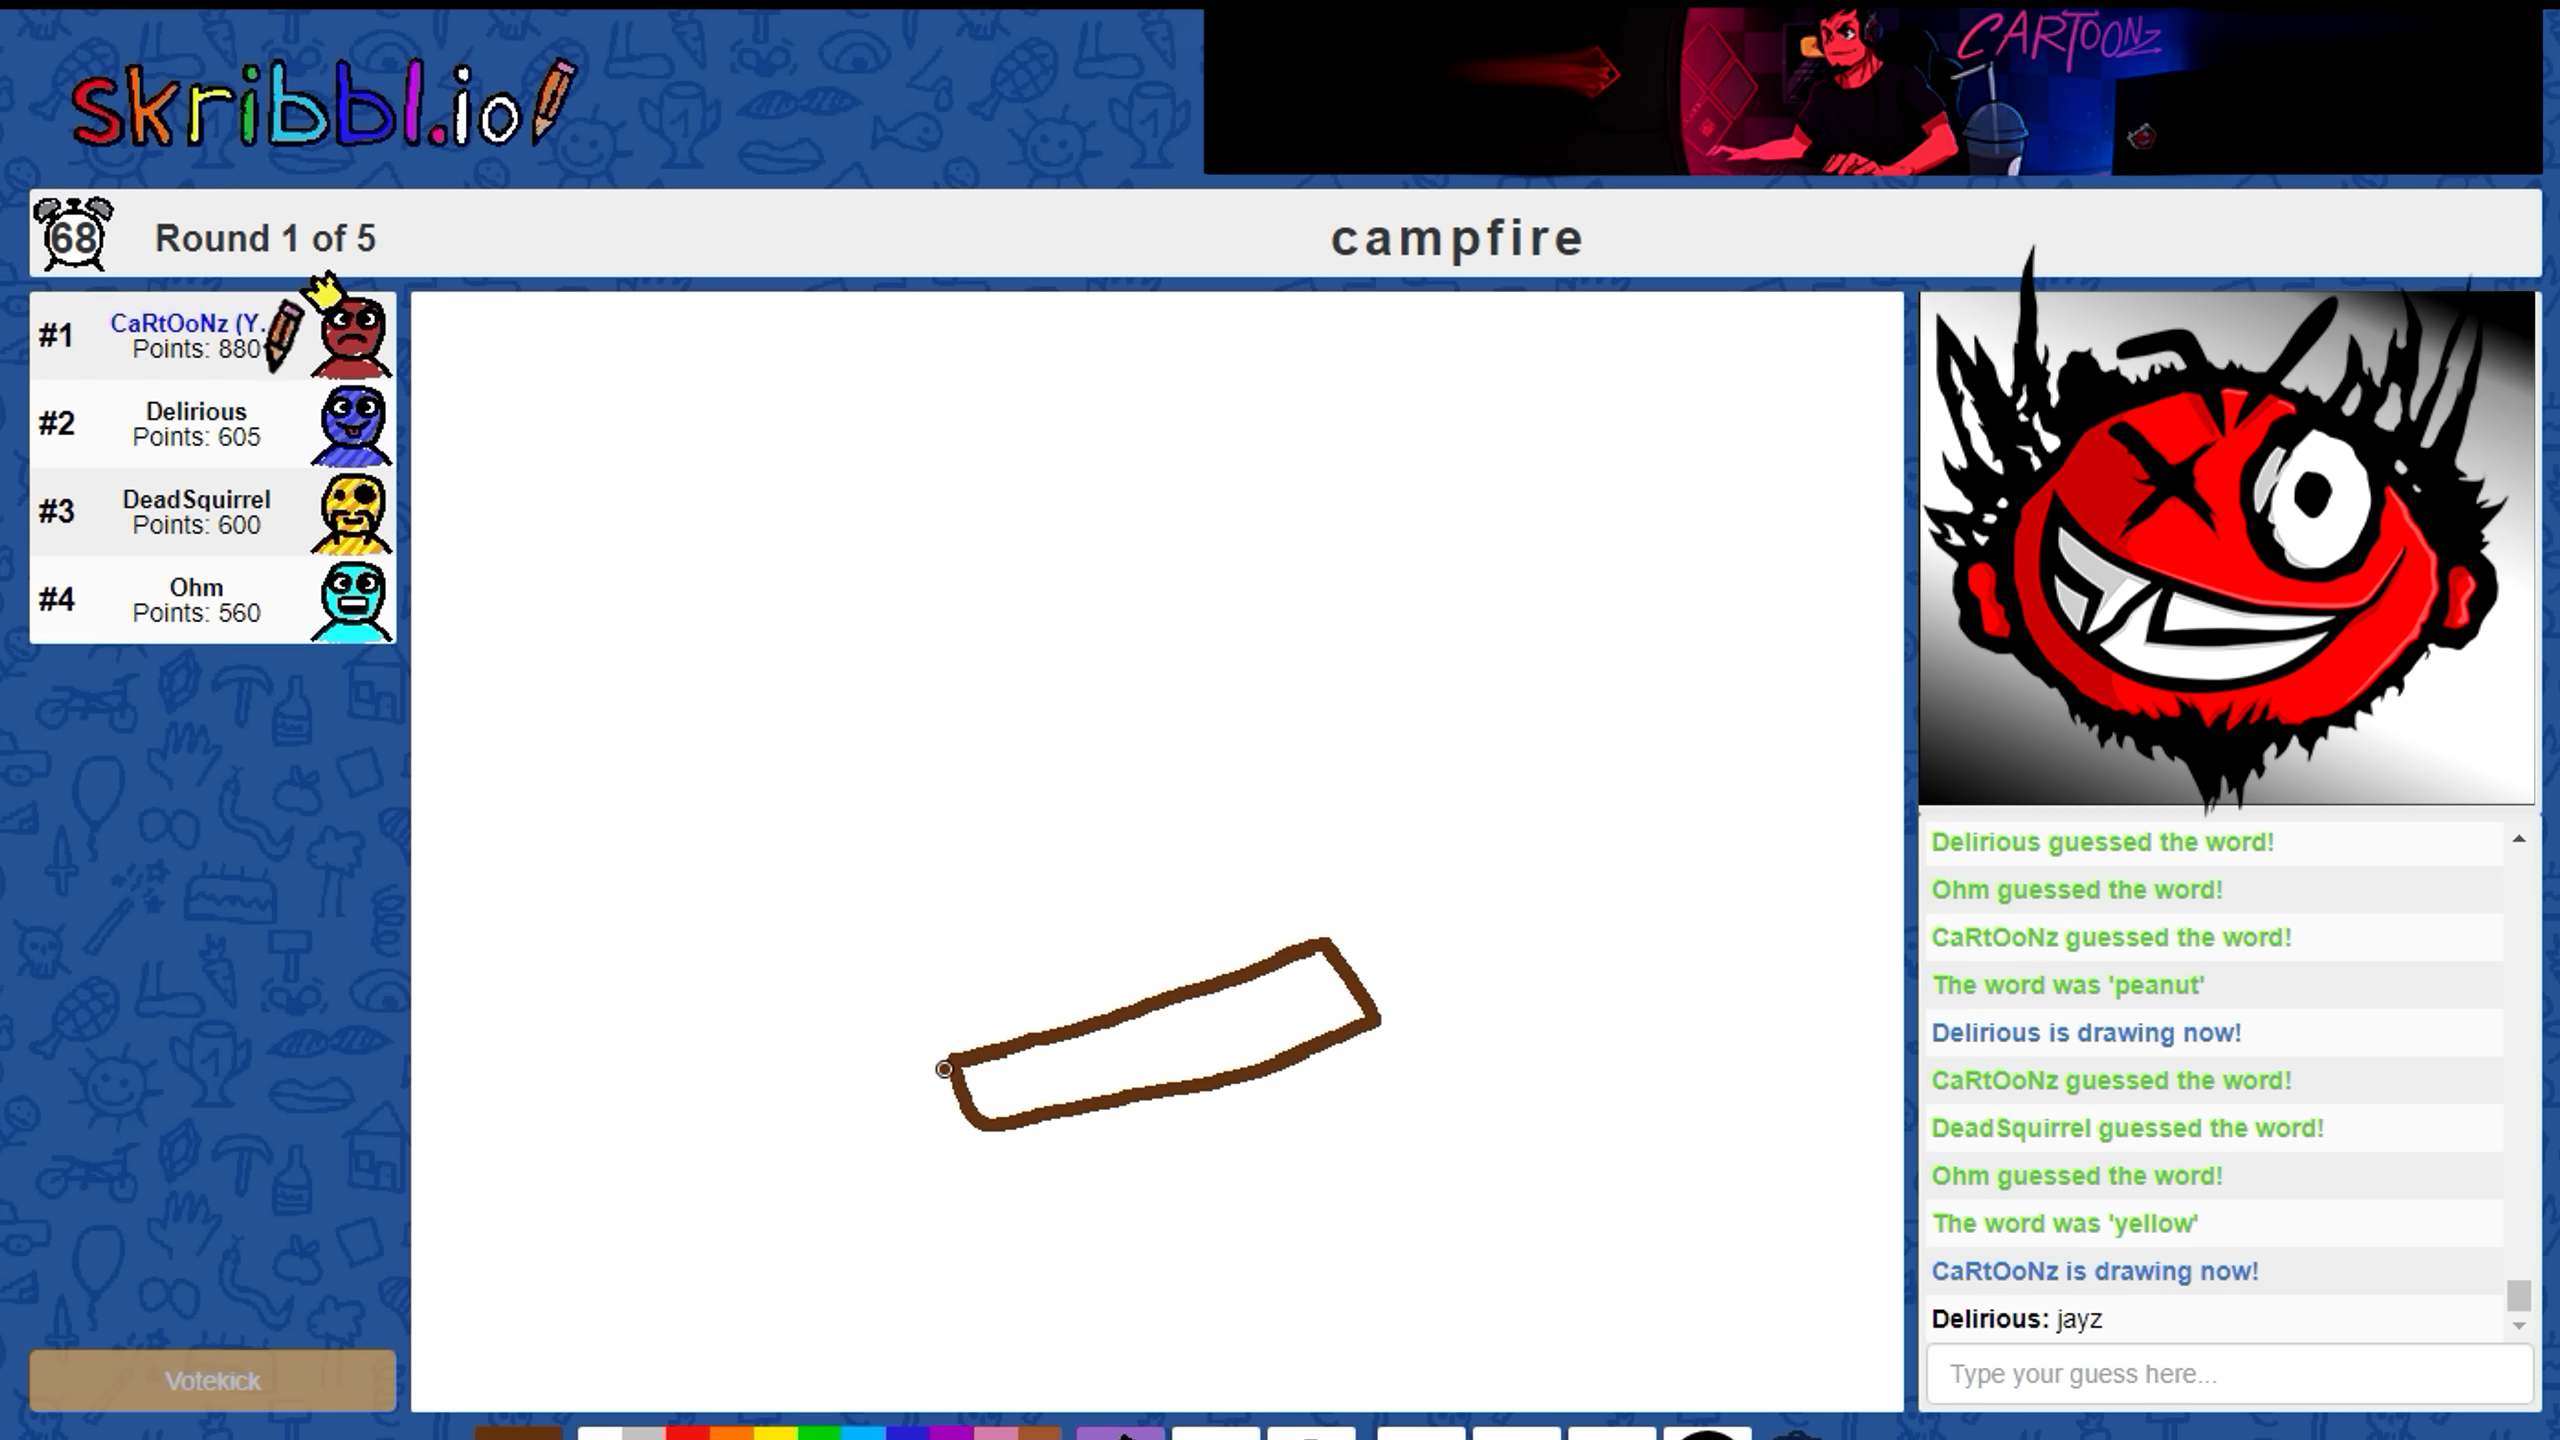 skribbl.io
CARTOONZ
68
Round 1 of 5
campfire
#1
CaRtOoNz (Y...
Points: 880
#2
Delirious
Points: 605
#3
DeadSquirrel
Points: 600
#4
Ohm
Points: 560
Delirious guessed the word!
Ohm guessed the word!
CaRtOoNz guessed the word!
The word was 'peanut'
Delirious is drawing now!
CaRtOoNz guessed the word!
DeadSquirrel guessed the word!
Ohm guessed the word!
The word was 'yellow'
CaRtOoNz is drawing now!
Delirious: jayz
Votekick
Type your guess here...